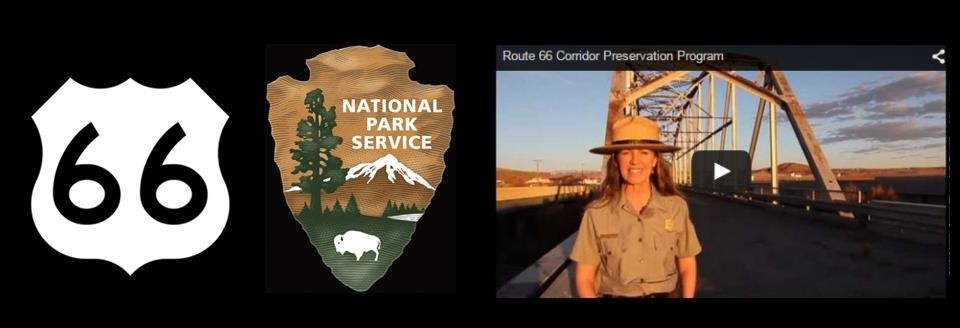 66
NATIONAL
PARK
SERVICE
Route 66 Corridor Preservation Program